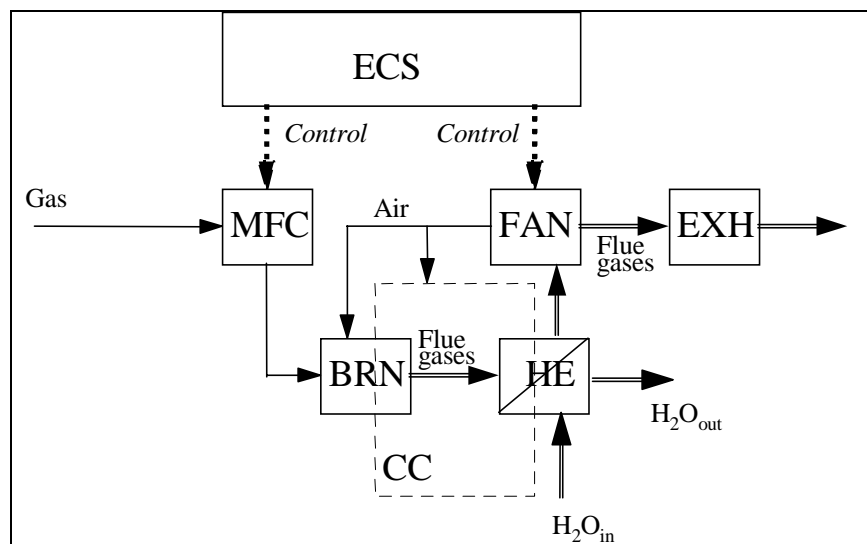 ECS
Control
Control
Gas
MFC
Air
FAN
Flue
gases
EXH
BRN
Flue
gases
HE
CC
H₂Oout
H₂Oin